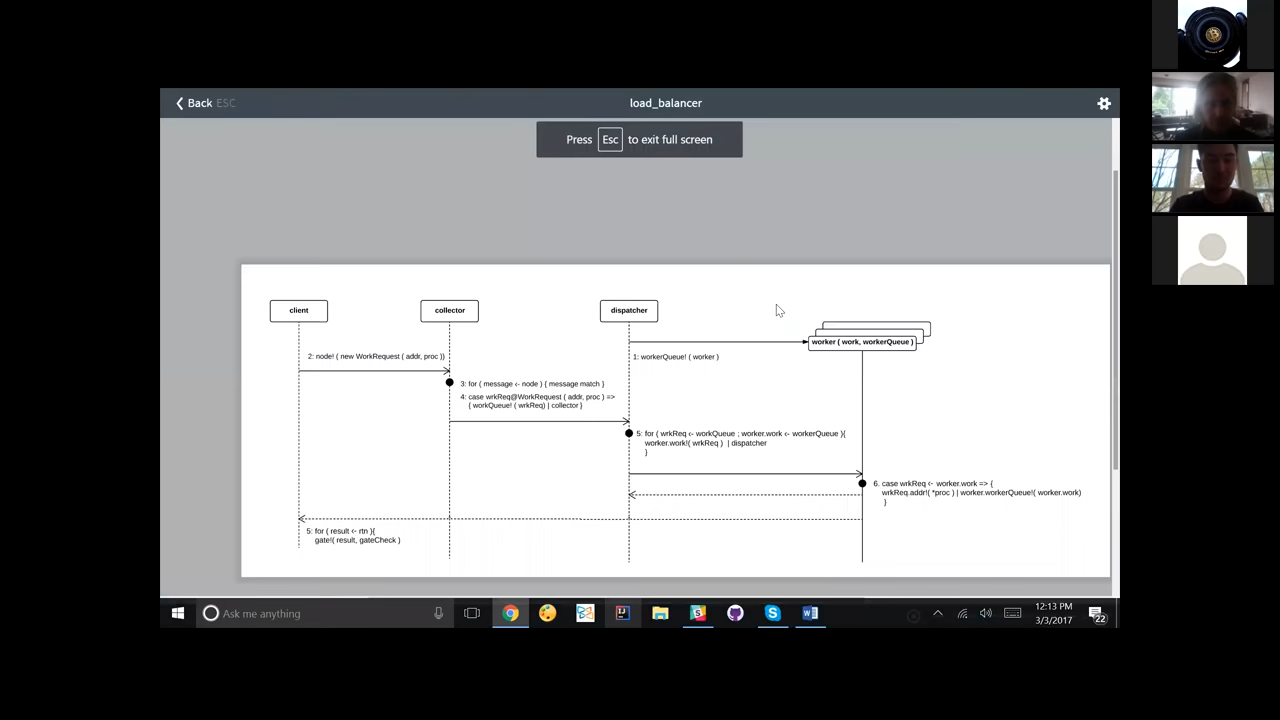 Back ESC
load_balancer
Press Esc to exit full screen
client
collector
dispatcher
worker ( work, workerQueue )
2: node! ( new WorkRequest ( addr, proc ))
1: workerQueue! ( worker )
3: for ( message <- node ) { message match }
4: case wrkReq@WorkRequest ( addr, proc ) =>
{ workQueue! ( wrkReq) | collector }
5: for ( wrkReq <- workQueue ; worker.work <- workerQueue ){
worker.work!( wrkReq ) | dispatcher
}
6. case wrkReq <- worker.work => {
wrkReq.addr!( *proc ) | worker.workerQueue!( worker.work)
}
5: for ( result <- rtn ){
gate!( result, gateCheck )
Ask me anything
12:13 PM
3/3/2017
22